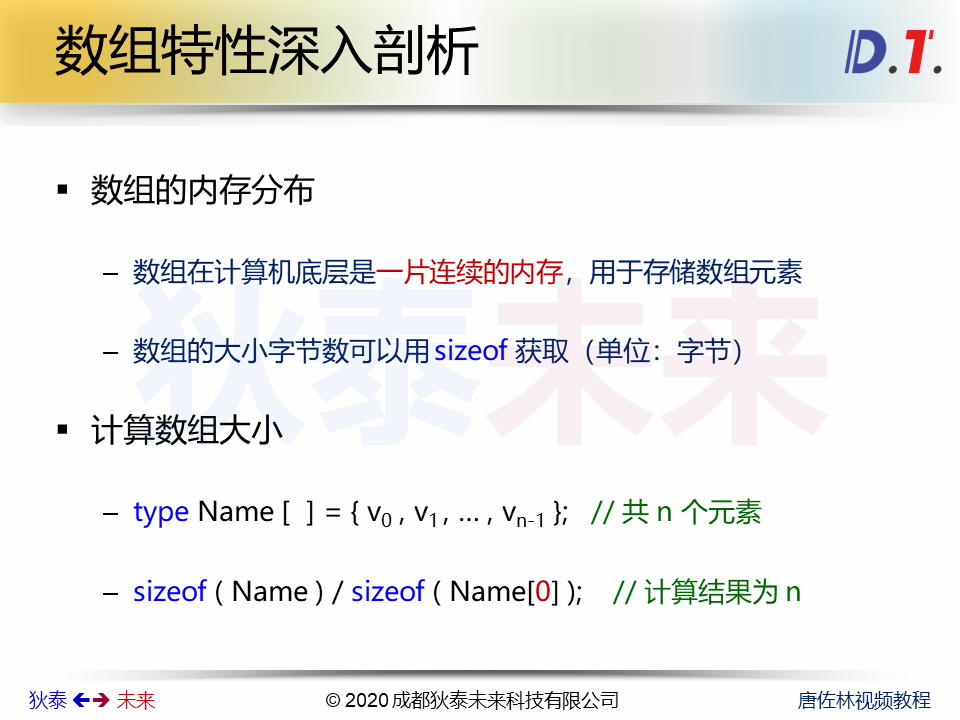 数组特性深入剖析
D.T.
▪ 数组的内存分布
– 数组在计算机底层是一片连续的内存，用于存储数组元素
– 数组的大小字节数可以用 sizeof 获取（单位：字节）
狄泰未来
▪ 计算数组大小
– type Name [ ] = { v0 , v1 , … , vn-1 }; // 共 n 个元素
– sizeof ( Name ) / sizeof ( Name[0] ); // 计算结果为 n
狄泰 ←→ 未来
© 2020 成都狄泰未来科技有限公司
唐佐林视频教程